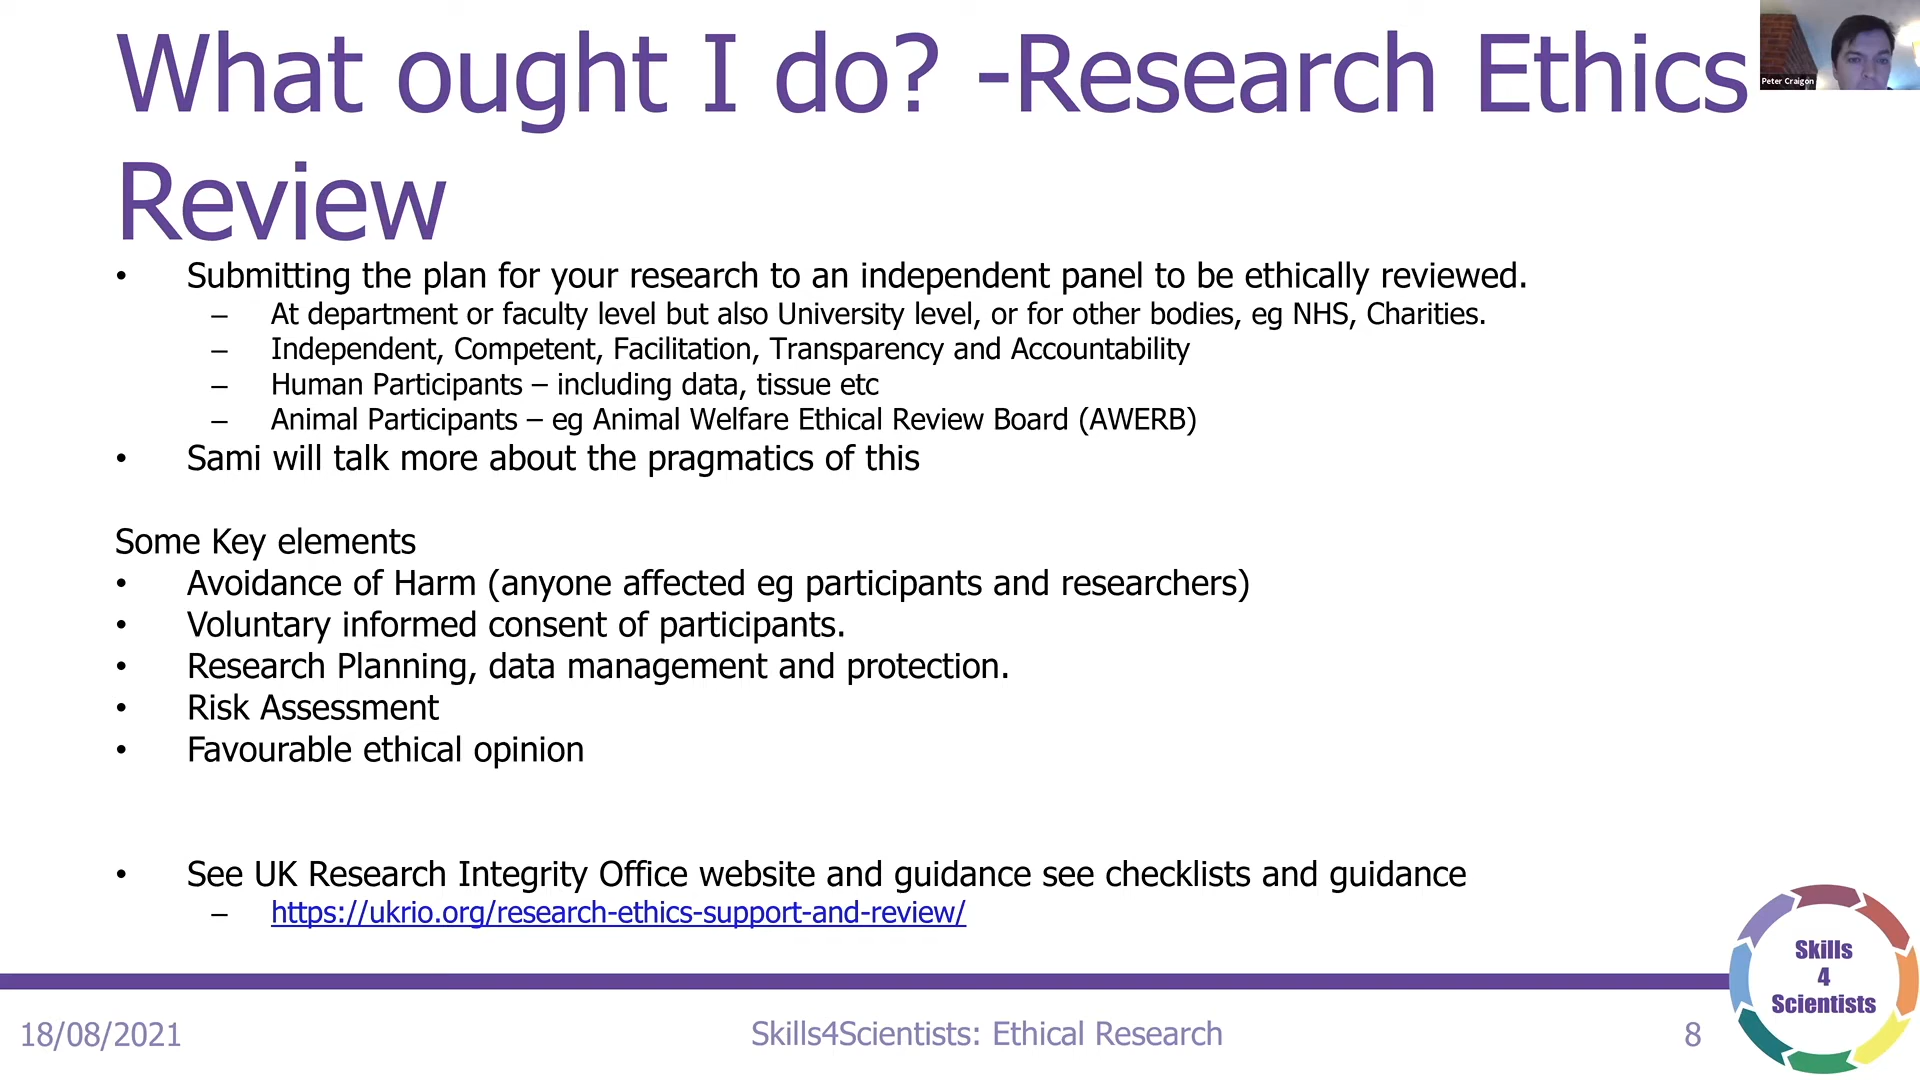 What ought I do? -Research Ethics
Review
Peter Craigon
• Submitting the plan for your research to an independent panel to be ethically reviewed.
– At department or faculty level but also University level, or for other bodies, eg NHS, Charities.
– Independent, Competent, Facilitation, Transparency and Accountability
– Human Participants – including data, tissue etc
– Animal Participants – eg Animal Welfare Ethical Review Board (AWERB)
• Sami will talk more about the pragmatics of this
Some Key elements
• Avoidance of Harm (anyone affected eg participants and researchers)
• Voluntary informed consent of participants.
• Research Planning, data management and protection.
• Risk Assessment
• Favourable ethical opinion
• See UK Research Integrity Office website and guidance see checklists and guidance
– https://ukrio.org/research-ethics-support-and-review/
Skills
4
Scientists
18/08/2021
Skills4Scientists: Ethical Research
8